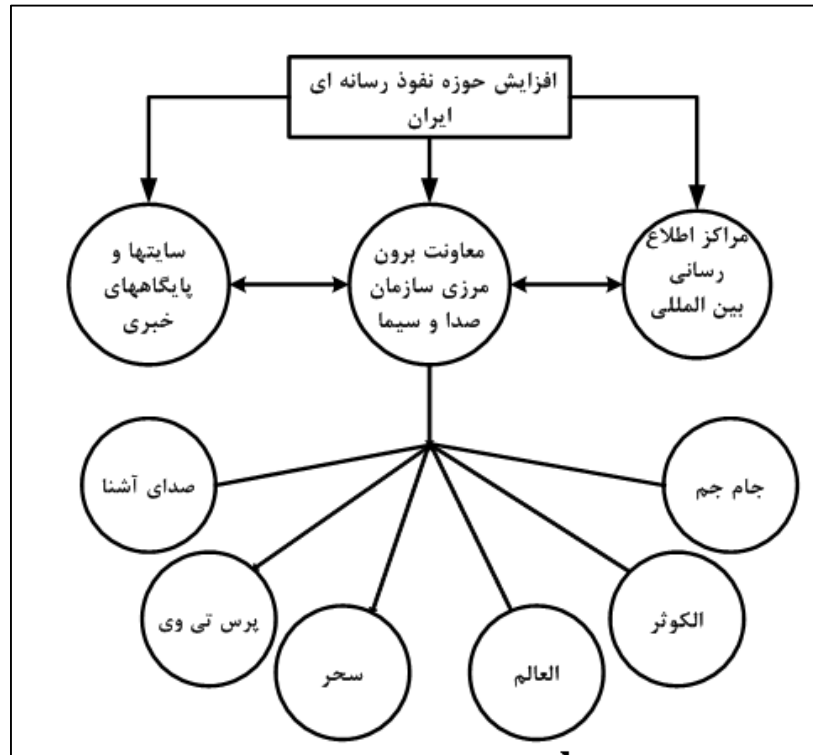 افزایش حوزه نفوذ رسانه ای
ایران
مراکز اطلاع
رسانی
بین المللی
معاونت برون
مرزی سازمان
صدا و سیما
سایتها و
پایگاههای
خبری
جام جم
الکوثر
العالم
سحر
پرس تی وی
صدای آشنا